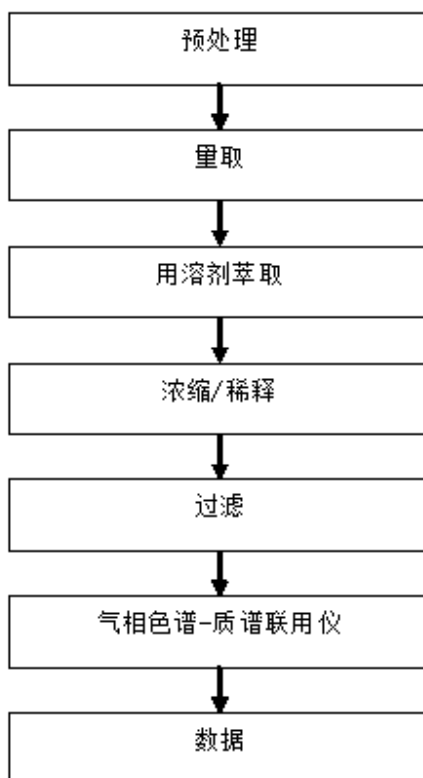 预处理
量取
用溶剂萃取
浓缩/稀释
过滤
气相色谱-质谱联用仪
数据